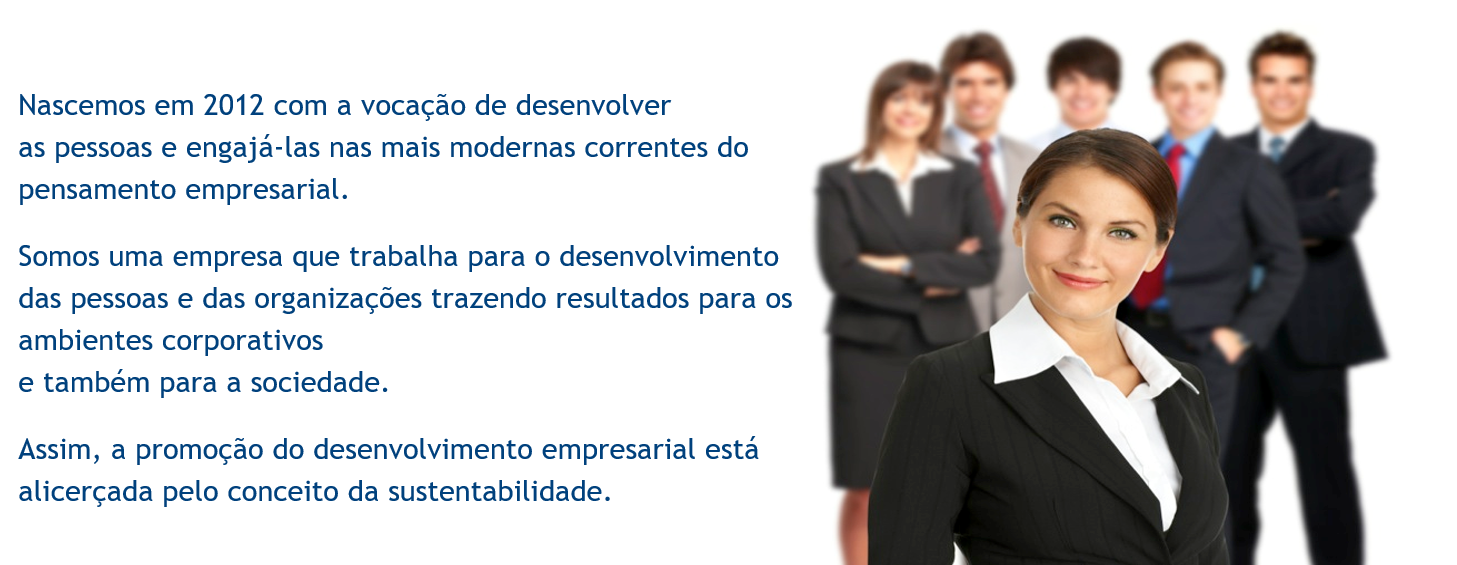 Nascemos em 2012 com a vocação de desenvolver
as pessoas e engajá-las nas mais modernas correntes do
pensamento empresarial.
Somos uma empresa que trabalha para o desenvolvimento
das pessoas e das organizações trazendo resultados para os
ambientes corporativos
e também para a sociedade.
Assim, a promoção do desenvolvimento empresarial está
alicerçada pelo conceito da sustentabilidade.